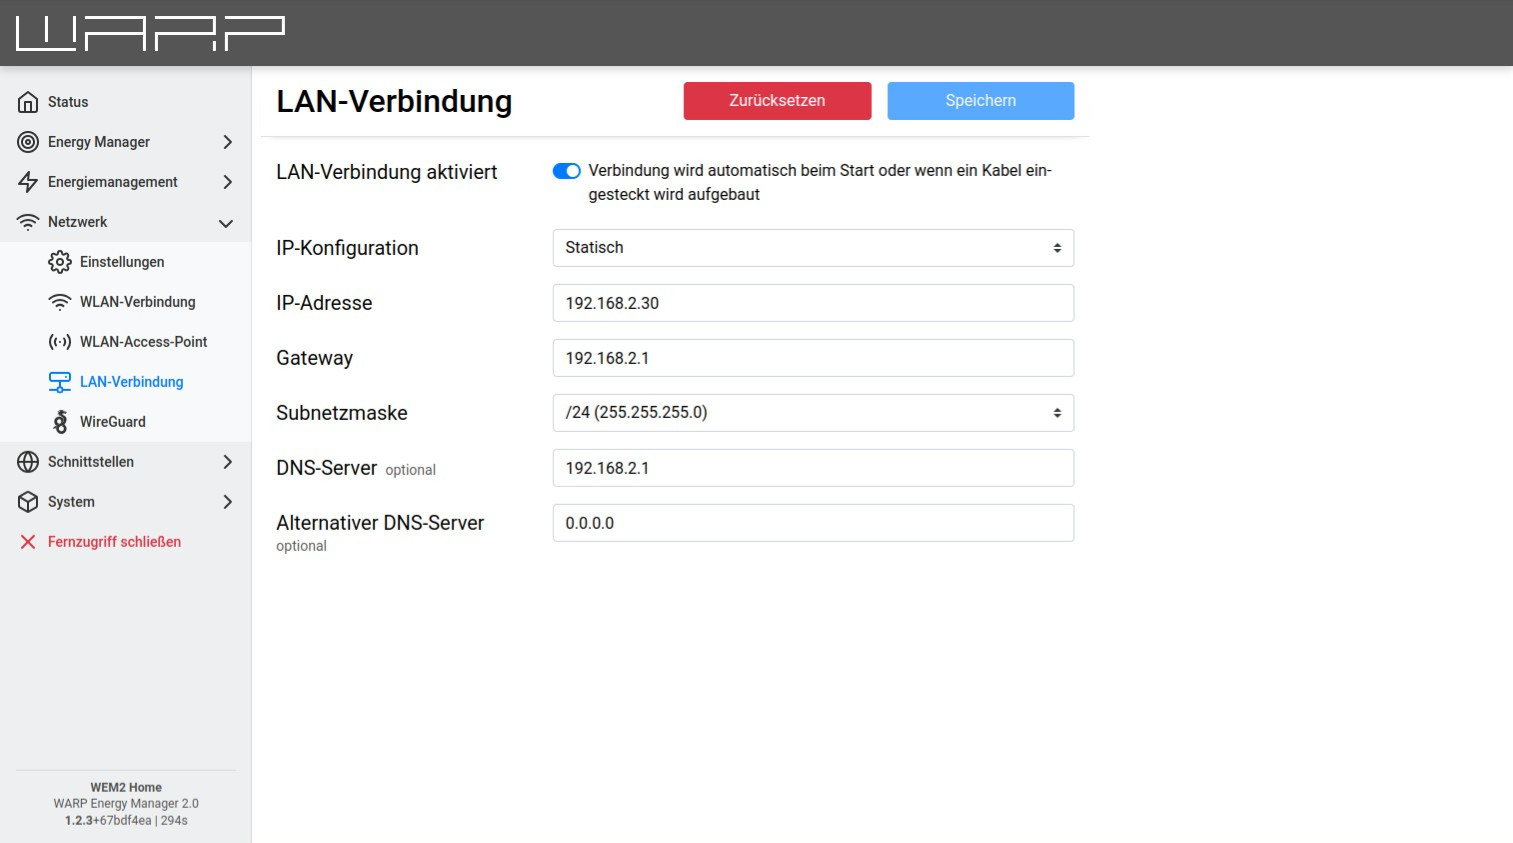 WARP
Status
Energy Manager
Energiemanagement
Netzwerk
Einstellungen
WLAN-Verbindung
WLAN-Access-Point
LAN-Verbindung
WireGuard
Schnittstellen
System
Fernzugriff schließen
WEM2 Home
WARP Energy Manager 2.0
1.2.3+67bdf4ea | 294s
LAN-Verbindung
Zurücksetzen
Speichern
LAN-Verbindung aktiviert
Verbindung wird automatisch beim Start oder wenn ein Kabel ein-
gesteckt wird aufgebaut
IP-Konfiguration
Statisch
IP-Adresse
192.168.2.30
Gateway
192.168.2.1
Subnetzmaske
/24 (255.255.255.0)
DNS-Server optional
192.168.2.1
Alternativer DNS-Server
optional
0.0.0.0